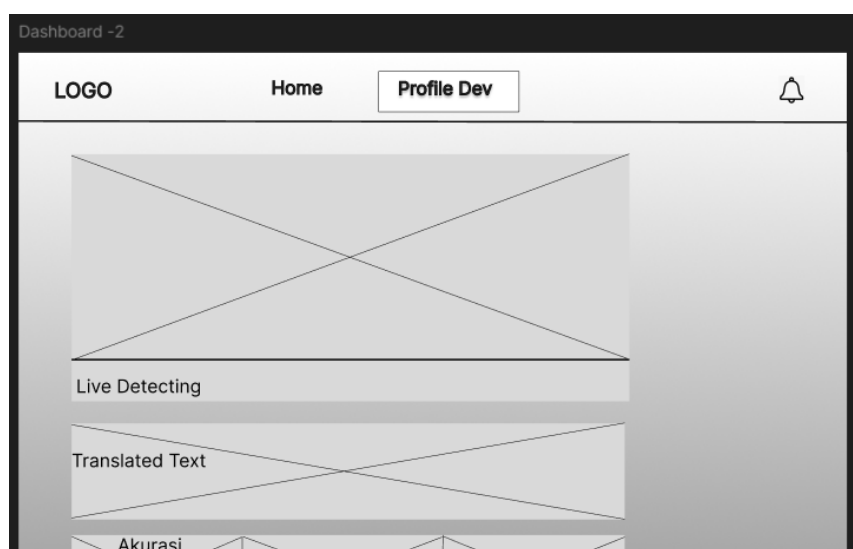 Dashboard -2
LOGO Home Profile Dev
Live Detecting
Translated Text
Akurasi